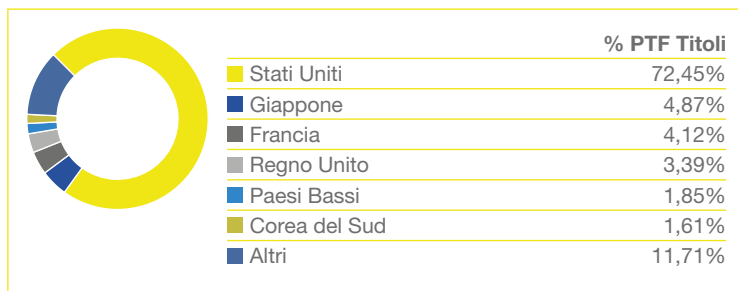 % PTF Titoli
Stati Uniti 72,45%
Giappone 4,87%
Francia 4,12%
Regno Unito 3,39%
Paesi Bassi 1,85%
Corea del Sud 1,61%
Altri 11,71%